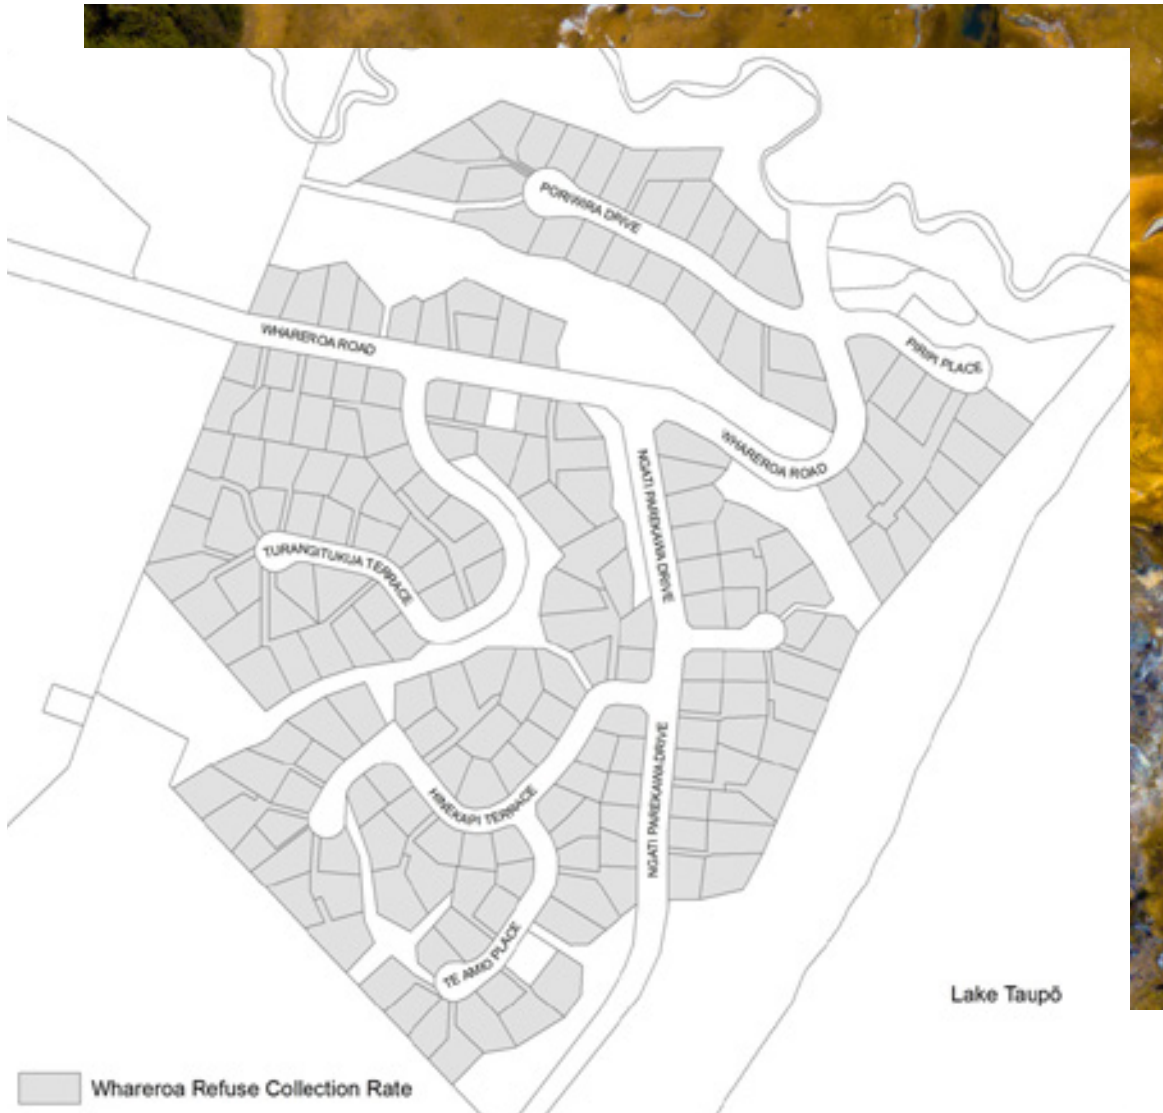 PORIWIRA DRIVE
WHAREROA ROAD
PIRIPI PLACE
WHAREROA ROAD
NGATI PAREKAWA DRIVE
TURANGITUKUA TERRACE
NGATI PAREKAWA DRIVE
HINEKAPI TERRACE
TE AMIO PLACE
Lake Taupō
Whareroa Refuse Collection Rate